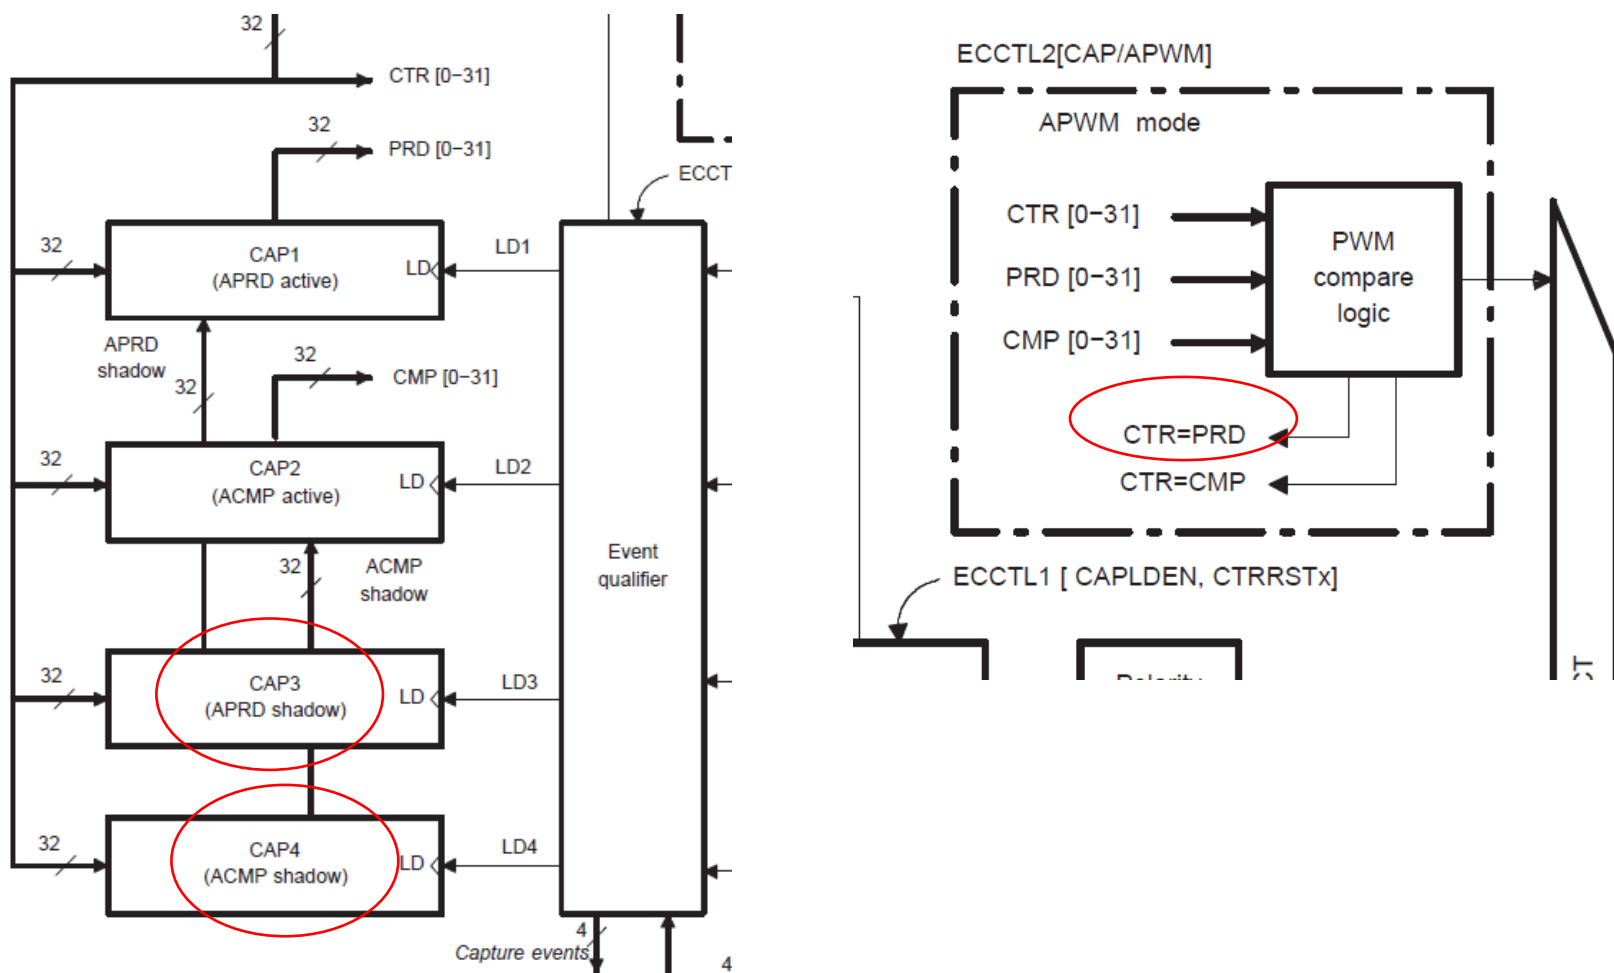 32
CTR [0−31]
32
PRD [0−31]
ECCT
32
CAP1
(APRD active)
LD
LD1
APRD
shadow
32
32
CMP [0−31]
32
CAP2
(ACMP active)
LD
LD2
32
ACMP
shadow
Event
qualifier
32
CAP3
(APRD shadow)
LD
LD3
32
CAP4
(ACMP shadow)
LD
LD4
4
Capture events
4
ECCTL2[CAP/APWM]
APWM mode
CTR [0−31]
PRD [0−31]
CMP [0−31]
PWM
compare
logic
CTR=PRD
CTR=CMP
ECCTL1 [ CAPLDEN, CTRRSTx]
Polarity
CT